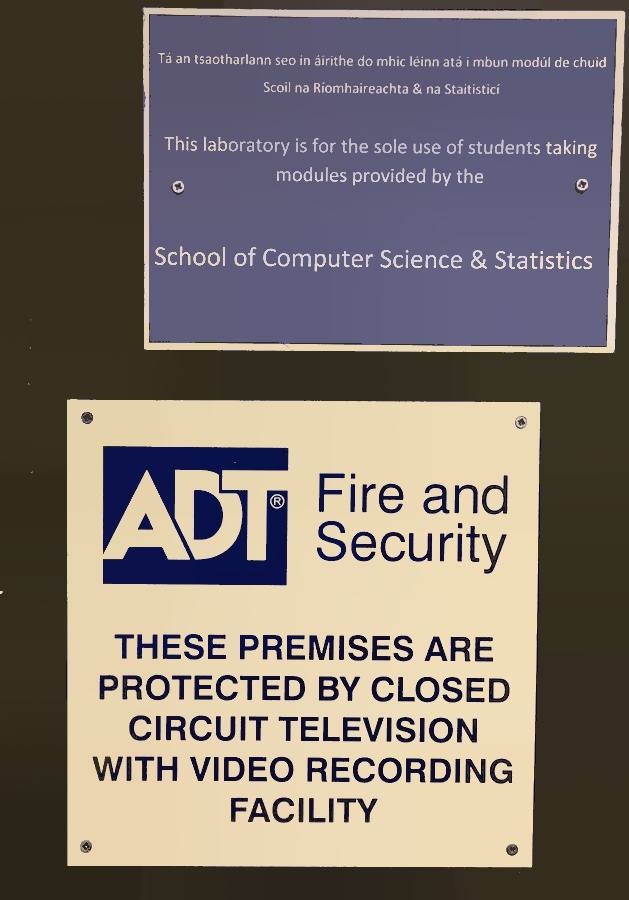 Tá an tsaotharlann seo in áirithe do mhic léinn atá i mbun modúl de chuid
Scoil na Ríomhaireachta & na Staitisticí
This laboratory is for the sole use of students taking
modules provided by the
School of Computer Science & Statistics
ADT® Fire and
Security
THESE PREMISES ARE
PROTECTED BY CLOSED
CIRCUIT TELEVISION
WITH VIDEO RECORDING
FACILITY